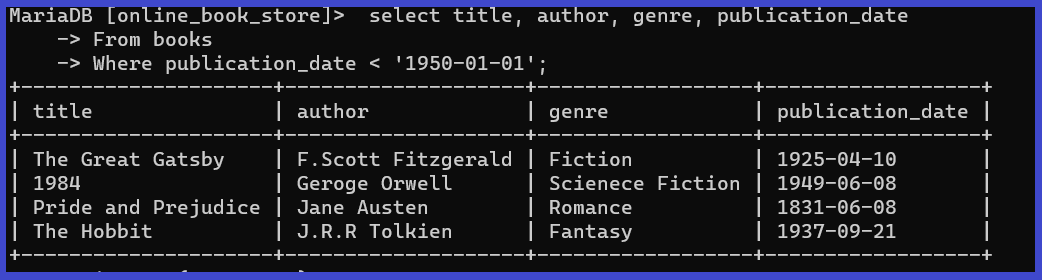 MariaDB [online_book_store]>  select title, author, genre, publication_date
    -> From books
    -> Where publication_date < '1950-01-01';
+---------------------+--------------------+------------------+------------------+
| title               | author             | genre            | publication_date |
+---------------------+--------------------+------------------+------------------+
| The Great Gatsby    | F.Scott Fitzgerald | Fiction          | 1925-04-10       |
| 1984                | Geroge Orwell      | Scienece Fiction | 1949-06-08       |
| Pride and Prejudice | Jane Austen        | Romance          | 1831-06-08       |
| The Hobbit          | J.R.R Tolkien      | Fantasy          | 1937-09-21       |
+---------------------+--------------------+------------------+------------------+